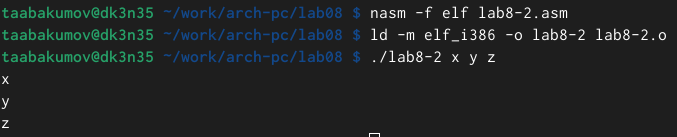 taabakumov@dk3n35 ~/work/arch-pc/lab08 $ nasm -f elf lab8-2.asm
taabakumov@dk3n35 ~/work/arch-pc/lab08 $ ld -m elf_i386 -o lab8-2 lab8-2.o
taabakumov@dk3n35 ~/work/arch-pc/lab08 $ ./lab8-2 x y z
x
y
z